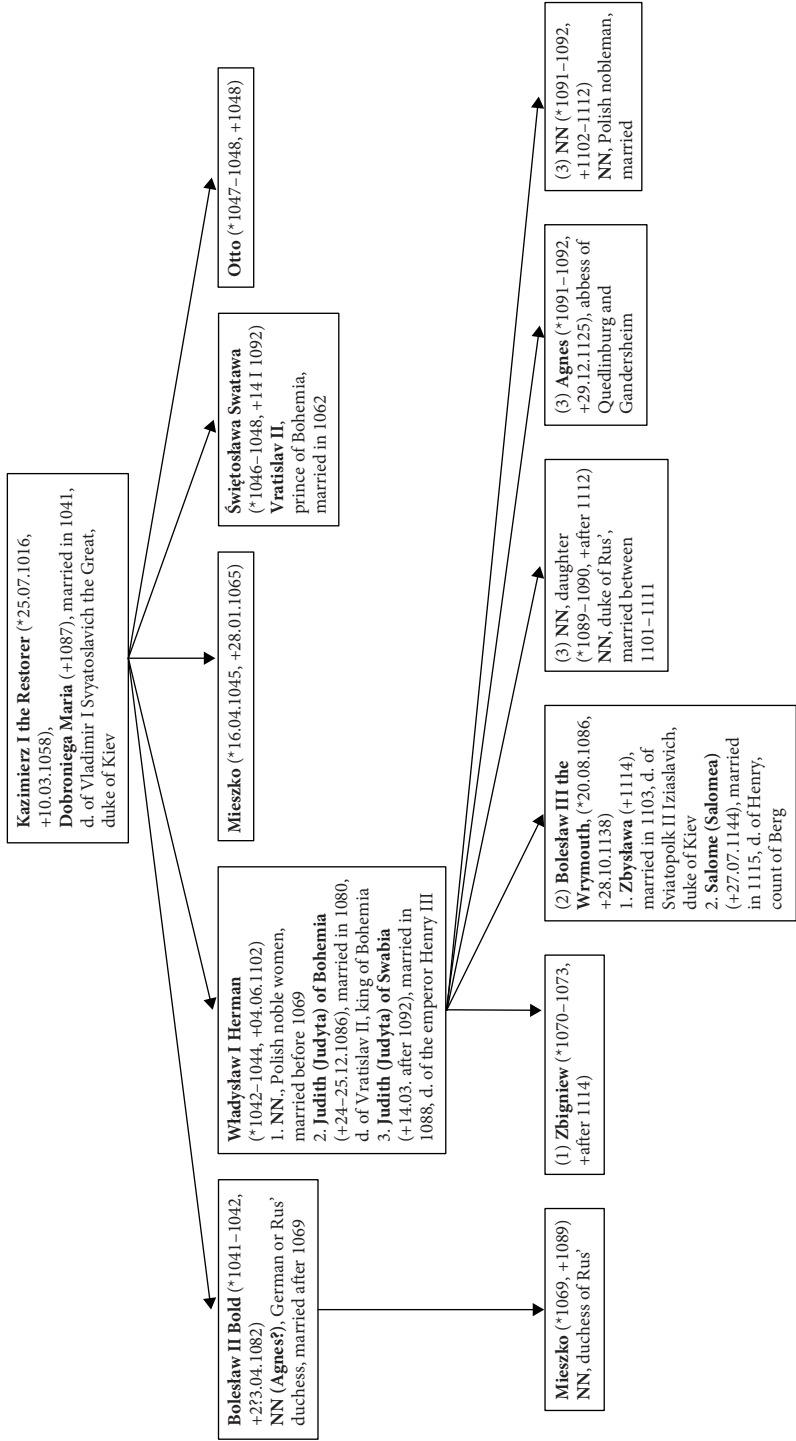 Kazimierz I the Restorer (*25.07.1016,
+10.03.1058),
Dobroniega Maria (+1087), married in 1041,
d. of Vladimir I Svyatoslavich the Great,
duke of Kiev
Bolesław II Bold (*1041–1042,
+2?3.04.1082)
NN (Agnes?), German or Rus’
duchess, married after 1069
Władysław I Herman
(*1042–1044, +04.06.1102)
1. NN., Polish noble women,
married before 1069
2. Judith (Judyta) of Bohemia
(+24–25.12.1086), married in 1080,
d. of Vratislav II, king of Bohemia
3. Judith (Judyta) of Swabia
(+14.03. after 1092), married in
1088, d. of the emperor Henry III
Mieszko (*16.04.1045, +28.01.1065)
Świętosława Swatawa
(*1046–1048, +14 I 1092)
Vratislav II,
prince of Bohemia,
married in 1062
Otto (*1047–1048, +1048)
Mieszko (*1069, +1089)
NN, duchess of Rus’
(1) Zbigniew (*1070–1073,
+after 1114)
(2) Bolesław III the
Wrymouth, (*20.08.1086,
+28.10.1138)
1. Zbysława (+1114),
married in 1103, d. of
Sviatopolk II Iziaslavich,
duke of Kiev
2. Salome (Salomea)
(+27.07.1144), married
in 1115, d. of Henry,
count of Berg
(3) NN, daughter
(*1089–1090, +after 1112)
NN, duke of Rus’,
married between
1101–1111
(3) Agnes (*1091–1092,
+29.12.1125), abbess of
Quedlinburg and
Gandersheim
(3) NN (*1091–1092,
+1102–1112)
NN, Polish nobleman,
married